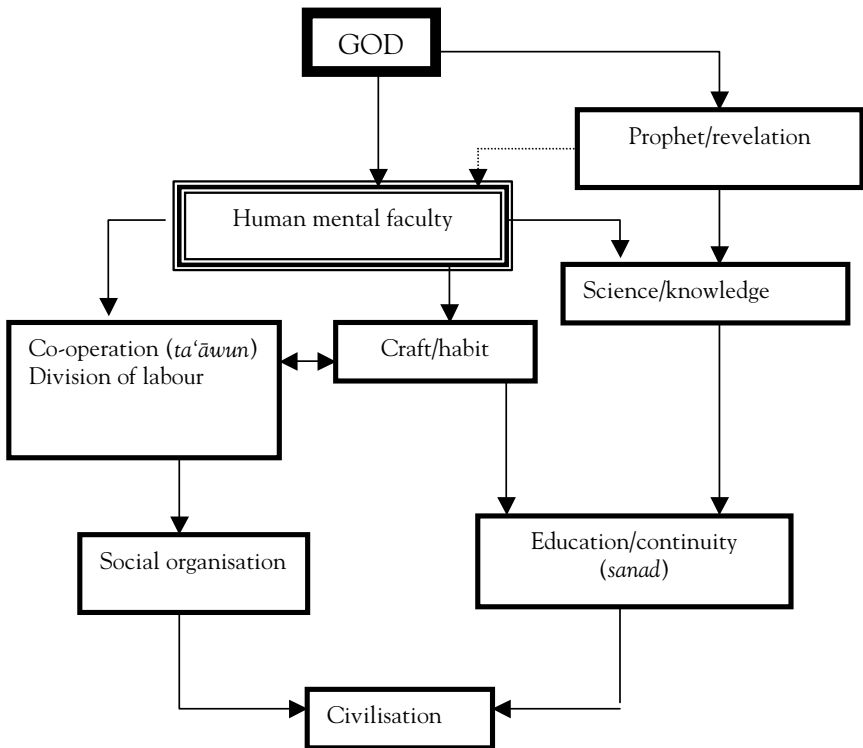 GOD
Prophet/revelation
Human mental faculty
Science/knowledge
Co-operation (ta‘āwun)
Division of labour
Craft/habit
Social organisation
Education/continuity
(sanad)
Civilisation